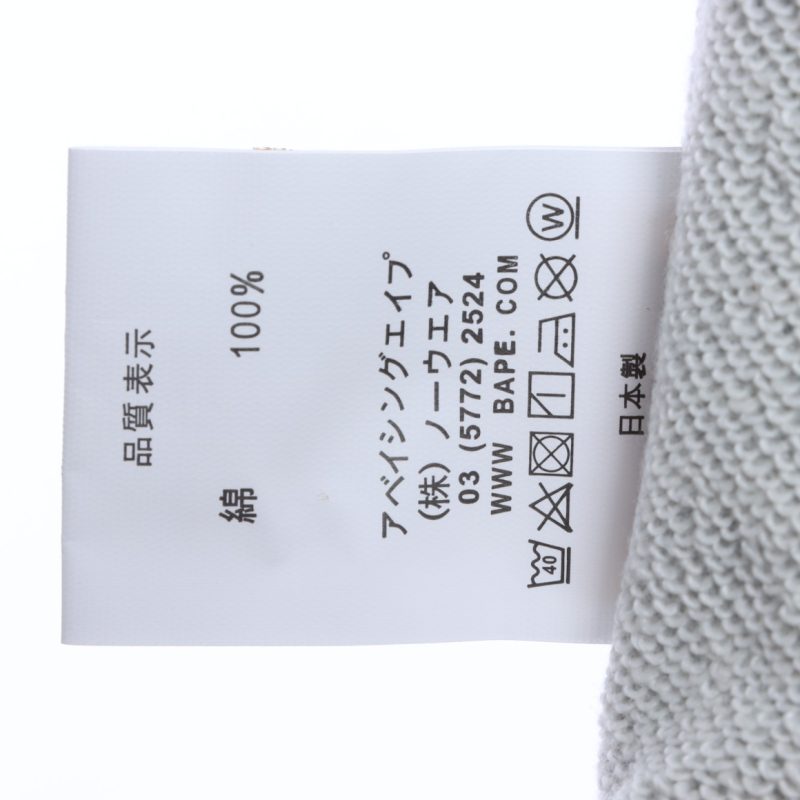 品質表示
綿 100%
アベイシングエイプ
(株) ノーウエア
03 (5772) 2524
WWW BAPE. COM
40 W
日本製